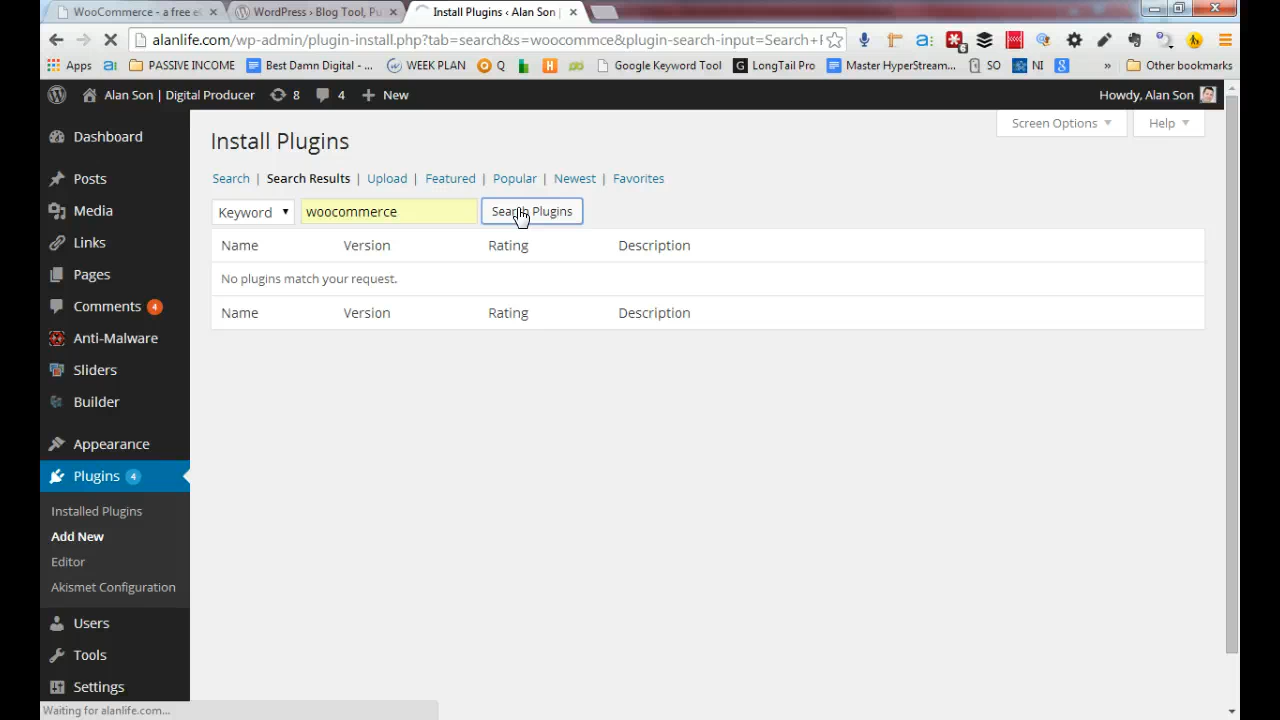 WooCommerce - a free eC
WordPress › Blog Tool, Pu
Install Plugins ‹ Alan Son
alanlife.com/wp-admin/plugin-install.php?tab=search&s=woocommce&plugin-search-input=Search+F
Apps PASSIVE INCOME Best Damn Digital - ... WEEK PLAN Q Google Keyword Tool LongTail Pro Master HyperStream... SO NI » Other bookmarks
Alan Son | Digital Producer 8 4 + New Howdy, Alan Son
Screen Options Help
Install Plugins
Search | Search Results | Upload | Featured | Popular | Newest | Favorites
Keyword woocommerce Search Plugins
Name Version Rating Description
No plugins match your request.
Name Version Rating Description
Dashboard
Posts
Media
Links
Pages
Comments 4
Anti-Malware
Sliders
Builder
Appearance
Plugins 4
Installed Plugins
Add New
Editor
Akismet Configuration
Users
Tools
Settings
Waiting for alanlife.com...